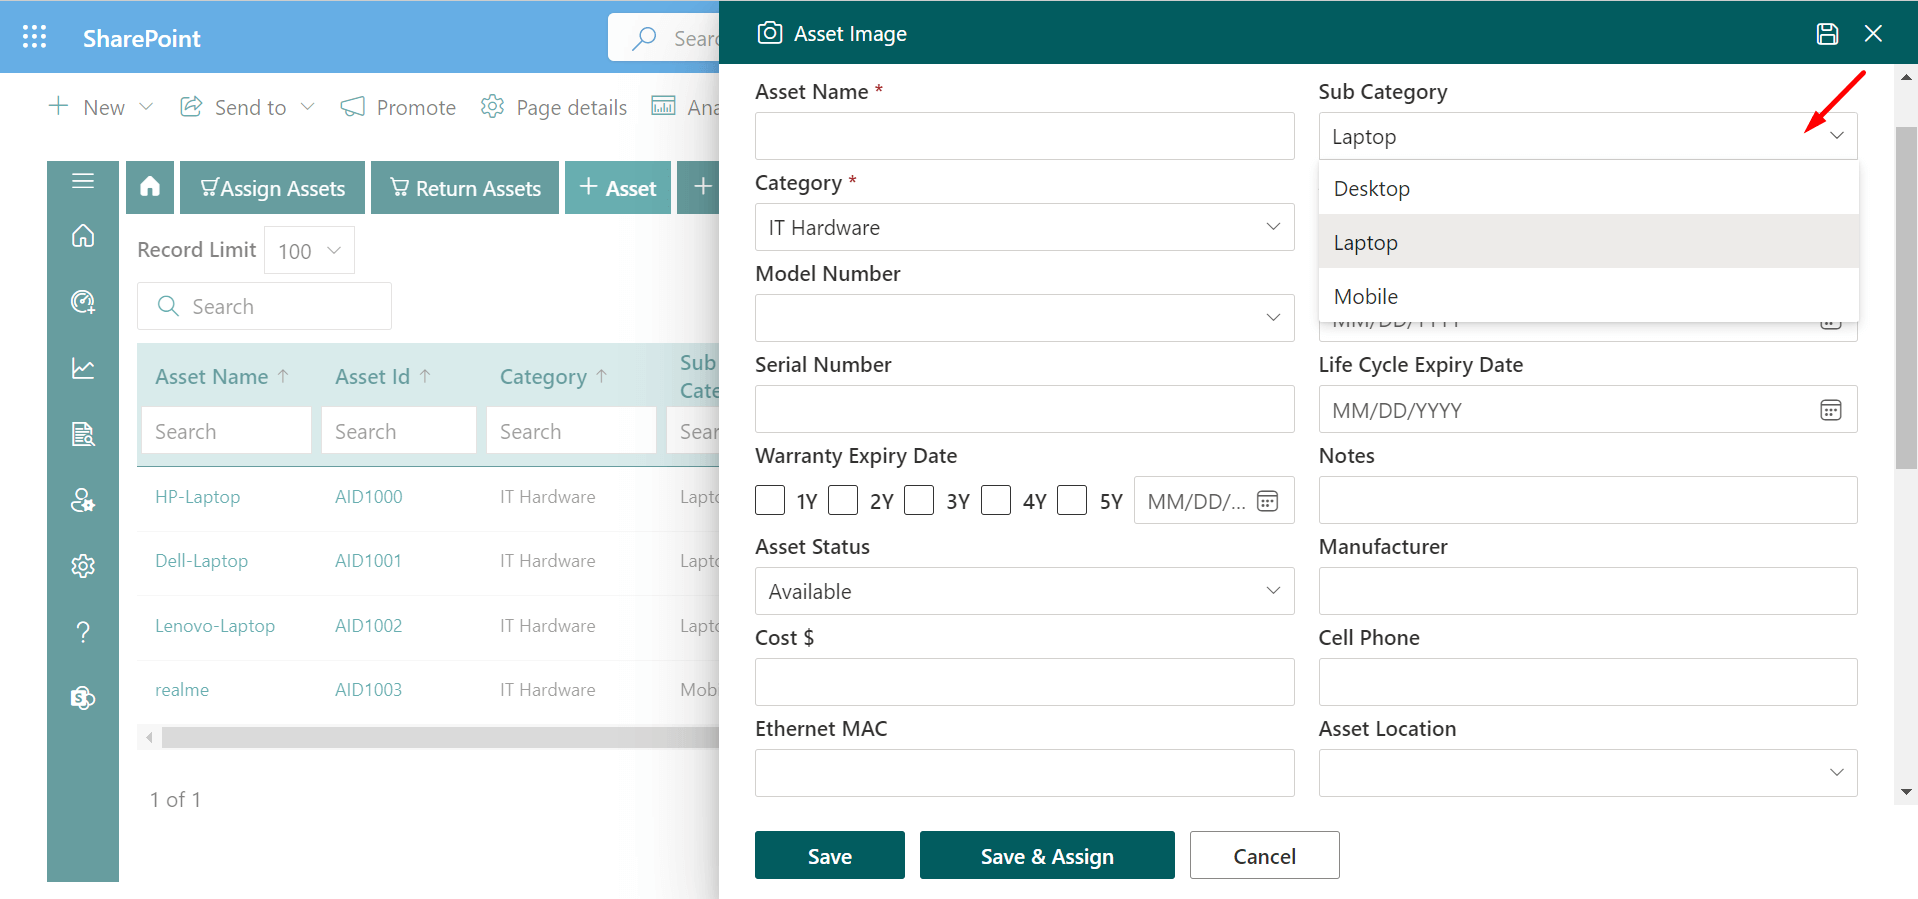 SharePoint
Sear
Asset Image
New
Send to
Promote
Page details
Ana
Assign Assets
Return Assets
+ Asset
+
Record Limit
100
Search
Asset Name ↑
Asset Id ↑
Category ↑
Sub
Cate
Search
Search
Search
Sear
HP-Laptop
AID1000
IT Hardware
Lapt
Dell-Laptop
AID1001
IT Hardware
Lapt
Lenovo-Laptop
AID1002
IT Hardware
Lapt
realme
AID1003
IT Hardware
Mob
1 of 1
Asset Name *
Sub Category
Laptop
Desktop
Laptop
Mobile
Category *
IT Hardware
Model Number
MM/DD/YYYY
Serial Number
Life Cycle Expiry Date
MM/DD/YYYY
Warranty Expiry Date
1Y
2Y
3Y
4Y
5Y
MM/DD/...
Notes
Asset Status
Available
Manufacturer
Cost $
Cell Phone
Ethernet MAC
Asset Location
Save
Save & Assign
Cancel